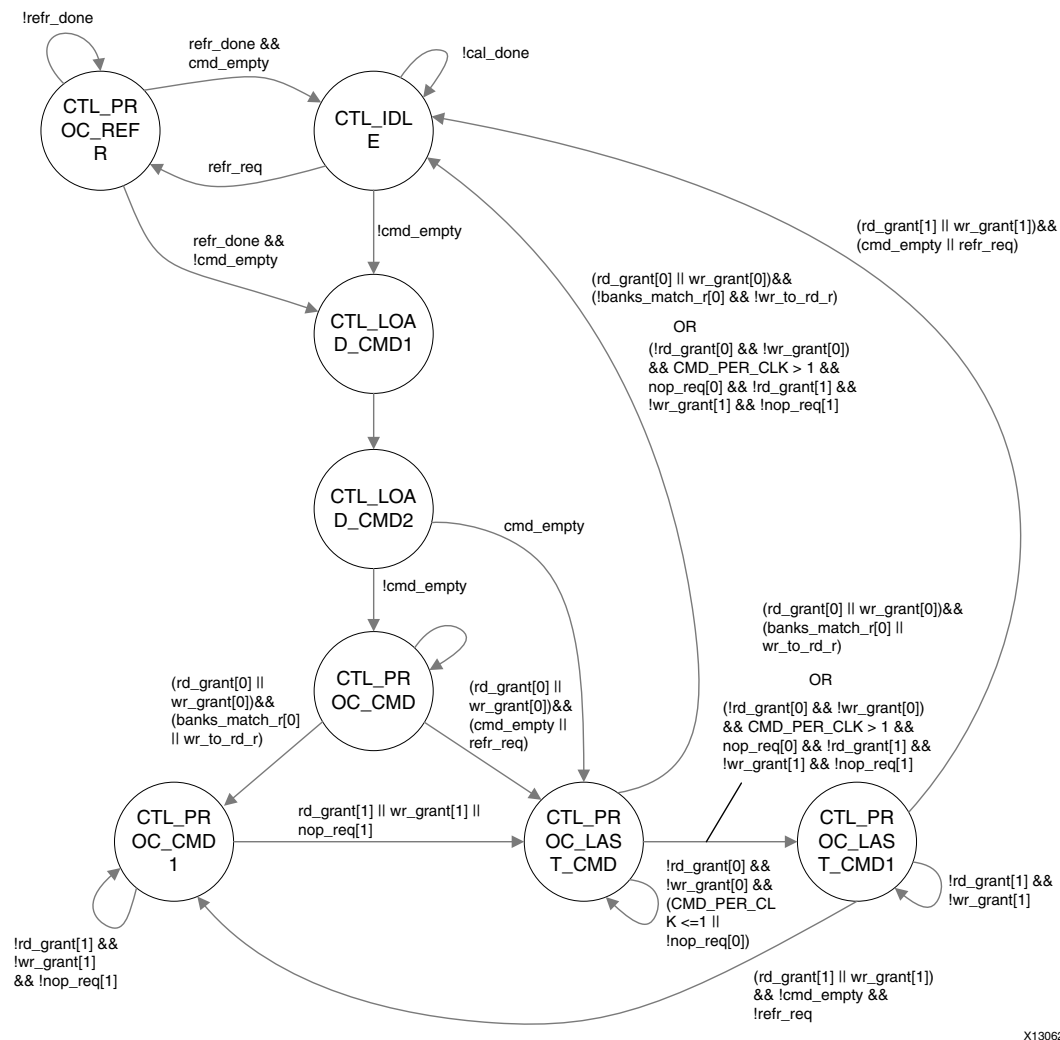 !refr_done
refr_done &&
cmd_empty
!cal_done
CTL_PR
OC_REF
R
CTL_IDL
E
refr_req
refr_done &&
!cmd_empty
!cmd_empty
(rd_grant[1] || wr_grant[1])&&
(cmd_empty || refr_req)
(rd_grant[0] || wr_grant[0])&&
(!banks_match_r[0] && !wr_to_rd_r)
OR
(!rd_grant[0] && !wr_grant[0])
&& CMD_PER_CLK > 1 &&
nop_req[0] && !rd_grant[1] &&
!wr_grant[1] && !nop_req[1]
CTL_LOA
D_CMD1
CTL_LOA
D_CMD2
cmd_empty
!cmd_empty
(rd_grant[0] || wr_grant[0])&&
(banks_match_r[0] ||
wr_to_rd_r)
OR
(!rd_grant[0] && !wr_grant[0])
&& CMD_PER_CLK > 1 &&
nop_req[0] && !rd_grant[1] &&
!wr_grant[1] && !nop_req[1]
CTL_PR
OC_CMD
(rd_grant[0] ||
wr_grant[0])&&
(banks_match_r[0]
|| wr_to_rd_r)
(rd_grant[0] ||
wr_grant[0])&&
(cmd_empty ||
refr_req)
CTL_PR
OC_CMD
1
rd_grant[1] || wr_grant[1] ||
nop_req[1]
CTL_PR
OC_LAS
T_CMD
CTL_PR
OC_LAS
T_CMD1
!rd_grant[0] &&
!wr_grant[0] &&
(CMD_PER_CL
K <=1 ||
!nop_req[0])
!rd_grant[1] &&
!wr_grant[1]
!rd_grant[1] &&
!wr_grant[1]
&& !nop_req[1]
(rd_grant[1] || wr_grant[1])
&& !cmd_empty &&
!refr_req
X13062